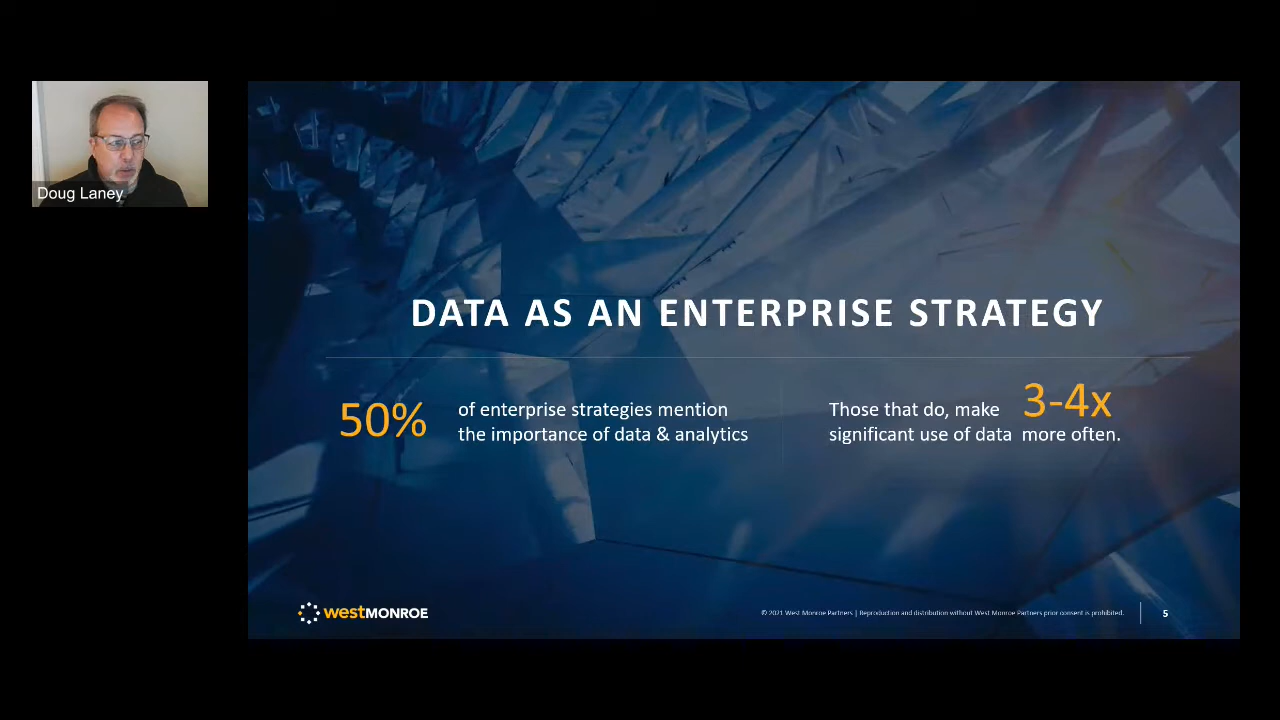 Doug Laney
DATA AS AN ENTERPRISE STRATEGY
50%
of enterprise strategies mention
the importance of data & analytics
Those that do, make 3-4x
significant use of data more often.
westMONROE
© 2021 West Monroe Partners | Reproduction and distribution without West Monroe Partners prior consent is prohibited.
5